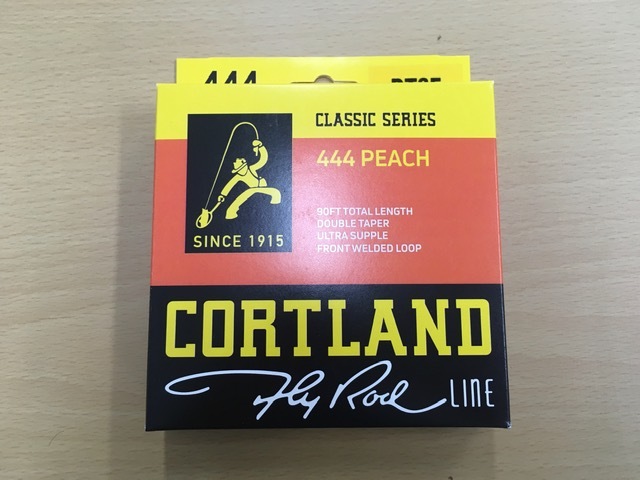 444
CLASSIC SERIES
444 PEACH
90FT TOTAL LENGTH
DOUBLE TAPER
ULTRA SUPPLE
FRONT WELDED LOOP
SINCE 1915
CORTLAND
Fly Rod LINE